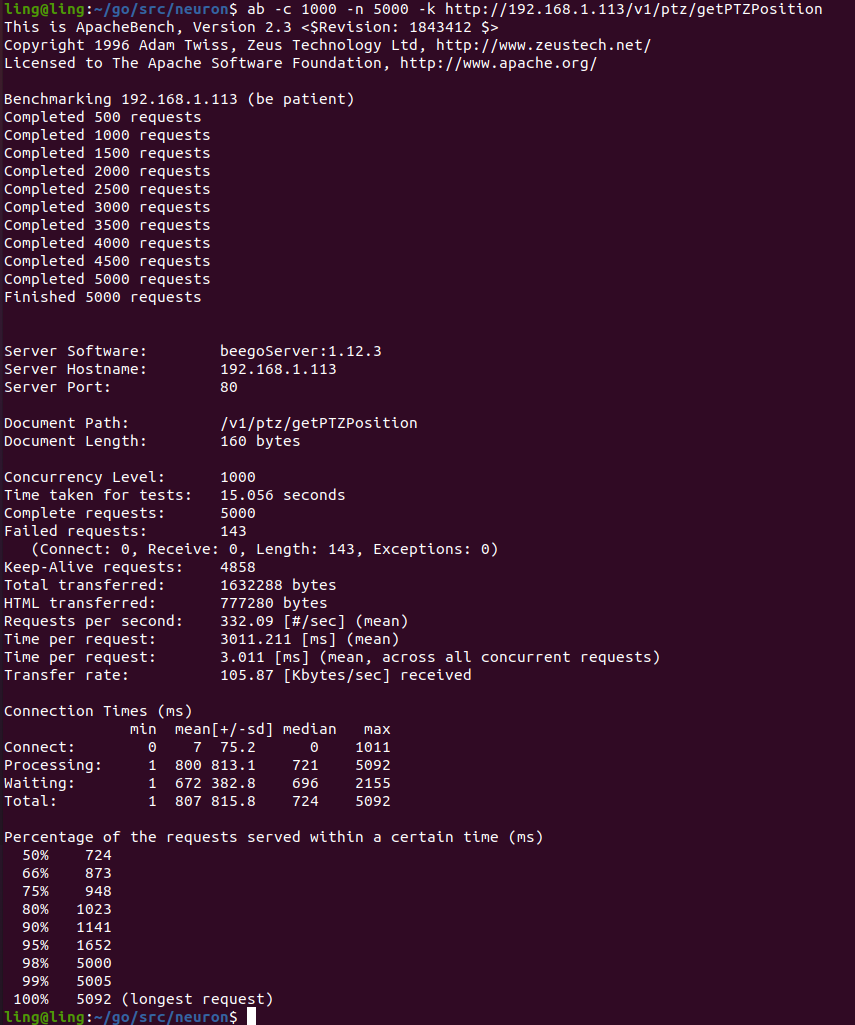 ling@ling:~/go/src/neuron$ ab -c 1000 -n 5000 -k http://192.168.1.113/v1/ptz/getPTZPosition
This is ApacheBench, Version 2.3 <$Revision: 1843412 $>
Copyright 1996 Adam Twiss, Zeus Technology Ltd, http://www.zeustech.net/
Licensed to The Apache Software Foundation, http://www.apache.org/

Benchmarking 192.168.1.113 (be patient)
Completed 500 requests
Completed 1000 requests
Completed 1500 requests
Completed 2000 requests
Completed 2500 requests
Completed 3000 requests
Completed 3500 requests
Completed 4000 requests
Completed 4500 requests
Completed 5000 requests
Finished 5000 requests


Server Software:        beegoServer:1.12.3
Server Hostname:        192.168.1.113
Server Port:            80

Document Path:          /v1/ptz/getPTZPosition
Document Length:        160 bytes

Concurrency Level:      1000
Time taken for tests:   15.056 seconds
Complete requests:      5000
Failed requests:        143
   (Connect: 0, Receive: 0, Length: 143, Exceptions: 0)
Keep-Alive requests:    4858
Total transferred:      1632288 bytes
HTML transferred:       777280 bytes
Requests per second:    332.09 [#/sec] (mean)
Time per request:       3011.211 [ms] (mean)
Time per request:       3.011 [ms] (mean, across all concurrent requests)
Transfer rate:          105.87 [Kbytes/sec] received

Connection Times (ms)
              min  mean[+/-sd] median   max
Connect:        0    7  75.2      0    1011
Processing:     1  800 813.1    721    5092
Waiting:        1  672 382.8    696    2155
Total:          1  807 815.8    724    5092

Percentage of the requests served within a certain time (ms)
  50%    724
  66%    873
  75%    948
  80%   1023
  90%   1141
  95%   1652
  98%   5000
  99%   5005
 100%   5092 (longest request)
ling@ling:~/go/src/neuron$